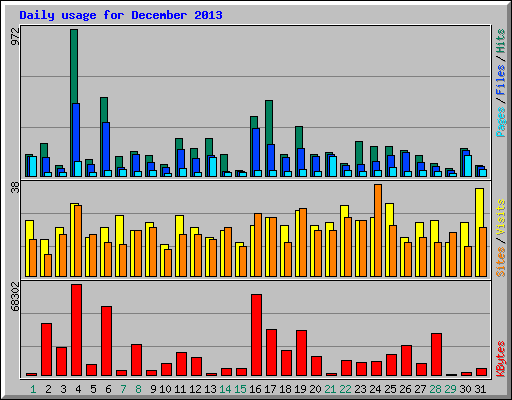 Daily usage for December 2013
972
Pages / Files / Hits
38
Sites / Visits
68302
KBytes
1 2 3 4 5 6 7 8 9 10 11 12 13 14 15 16 17 18 19 20 21 22 23 24 25 26 27 28 29 30 31